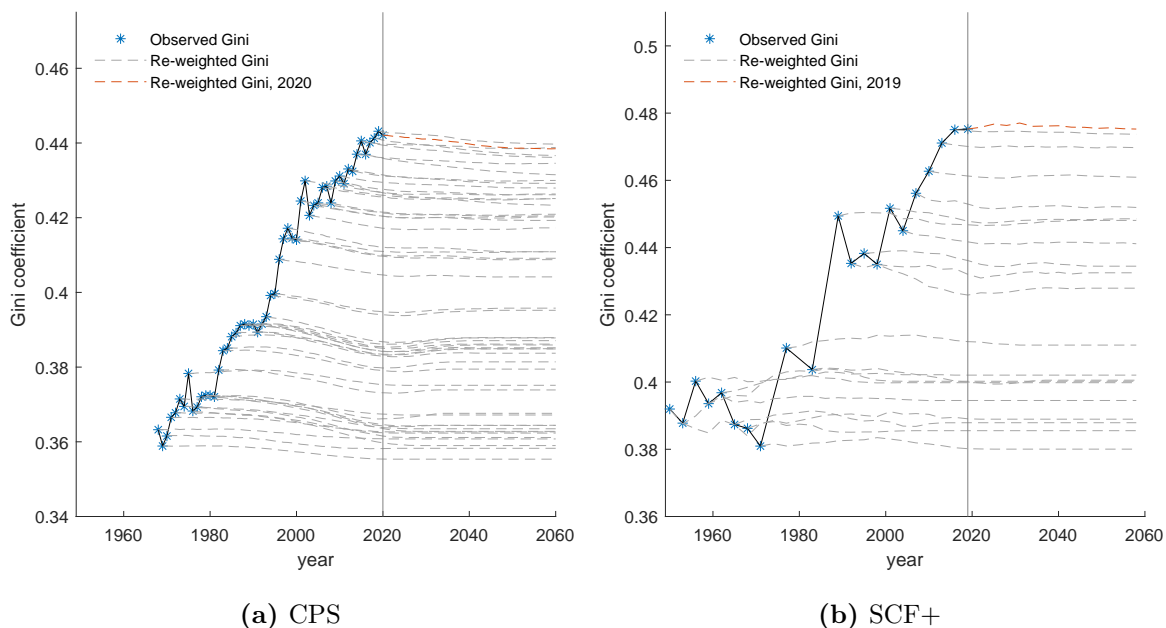 Observed Gini
Re-weighted Gini
Re-weighted Gini, 2020
0.46
0.44
0.42
0.4
0.38
0.36
0.34
Gini coefficient
1960 1980 2000 2020 2040 2060
year
(a) CPS
Observed Gini
Re-weighted Gini
Re-weighted Gini, 2019
0.5
0.48
0.46
0.44
0.42
0.4
0.38
0.36
Gini coefficient
1960 1980 2000 2020 2040 2060
year
(b) SCF+